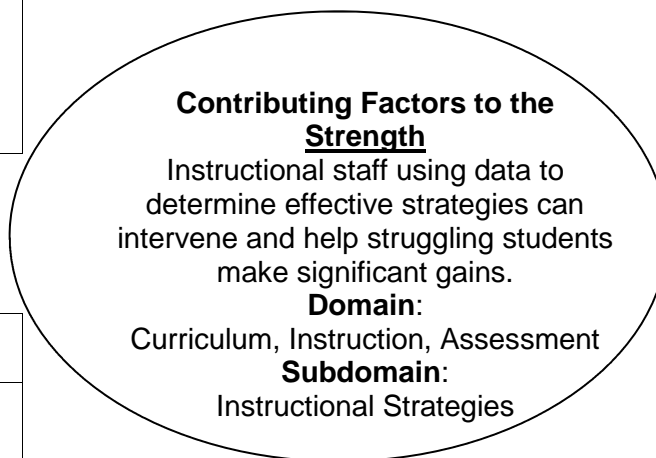 Contributing Factors to the
Strength
Instructional staff using data to
determine effective strategies can
intervene and help struggling students
make significant gains.
Domain:
Curriculum, Instruction, Assessment
Subdomain:
Instructional Strategies